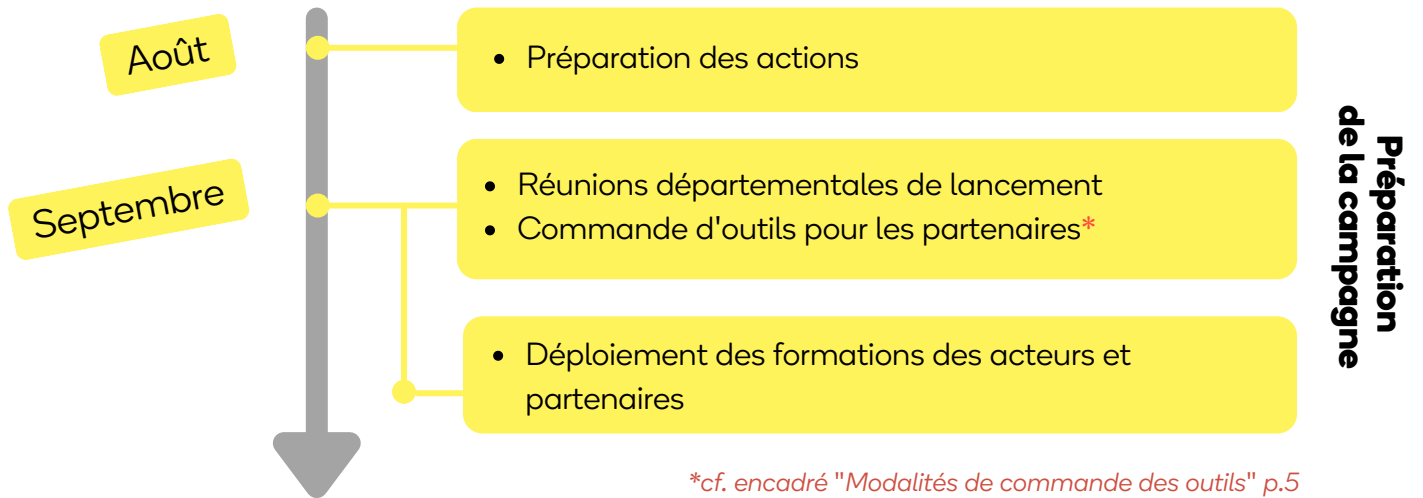 Août
• Préparation des actions
Septembre
• Réunions départementales de lancement
• Commande d'outils pour les partenaires*
• Déploiement des formations des acteurs et
partenaires
Préparation
de la campagne
*cf. encadré "Modalités de commande des outils" p.5